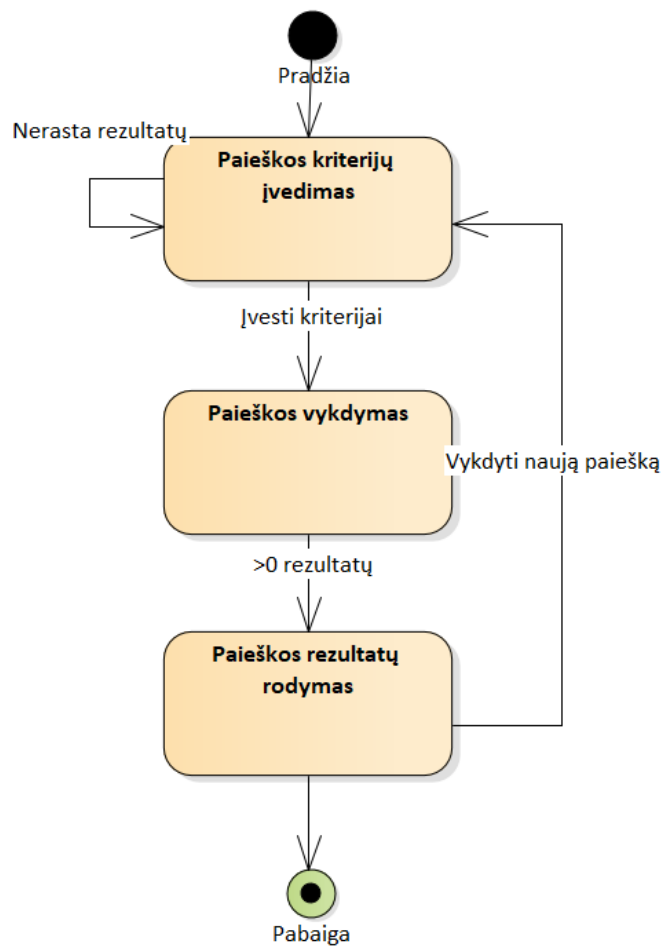 Pradžia
Nerasta rezultatų
Paieškos kriterijų
įvedimas
Įvesti kriterijai
Paieškos vykdymas
Vykdyti naują paiešką
>0 rezultatų
Paieškos rezultatų
rodymas
Pabaiga